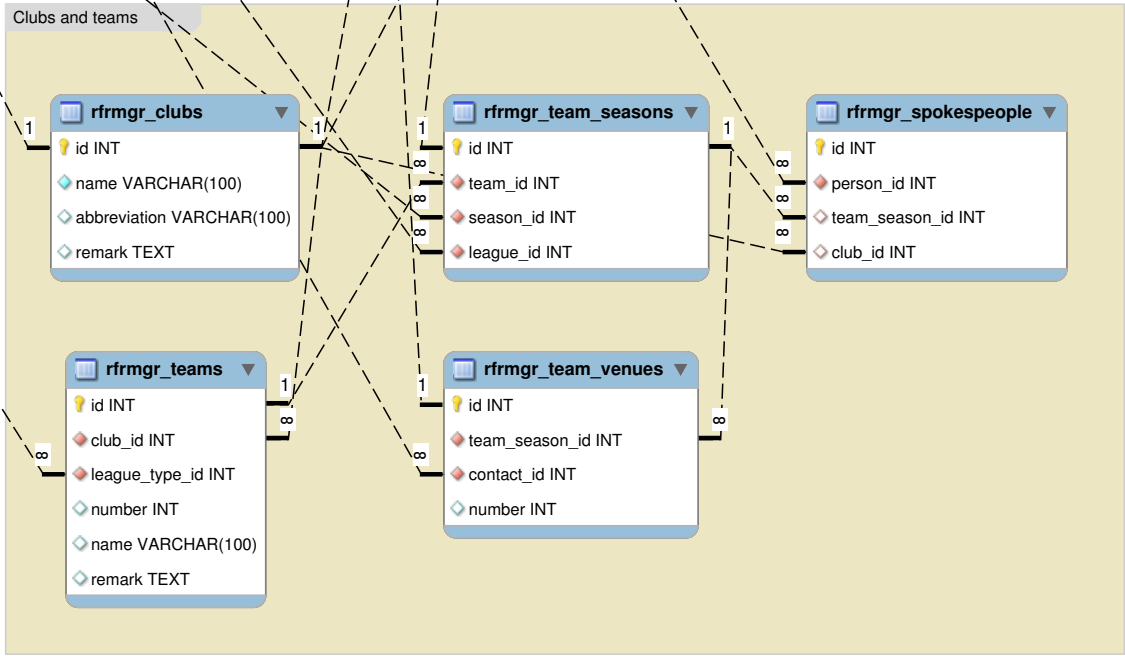 Clubs and teams
rfrmgr_clubs
1
id INT
1
name VARCHAR(100)
abbreviation VARCHAR(100)
remark TEXT
rfrmgr_team_seasons
1
id INT
1
∞
team_id INT
∞
season_id INT
∞
league_id INT
rfrmgr_spokespeople
id INT
∞
person_id INT
∞
team_season_id INT
∞
club_id INT
rfrmgr_teams
id INT
1
club_id INT
∞
∞
league_type_id INT
number INT
name VARCHAR(100)
remark TEXT
rfrmgr_team_venues
1
id INT
team_season_id INT
∞
∞
contact_id INT
number INT